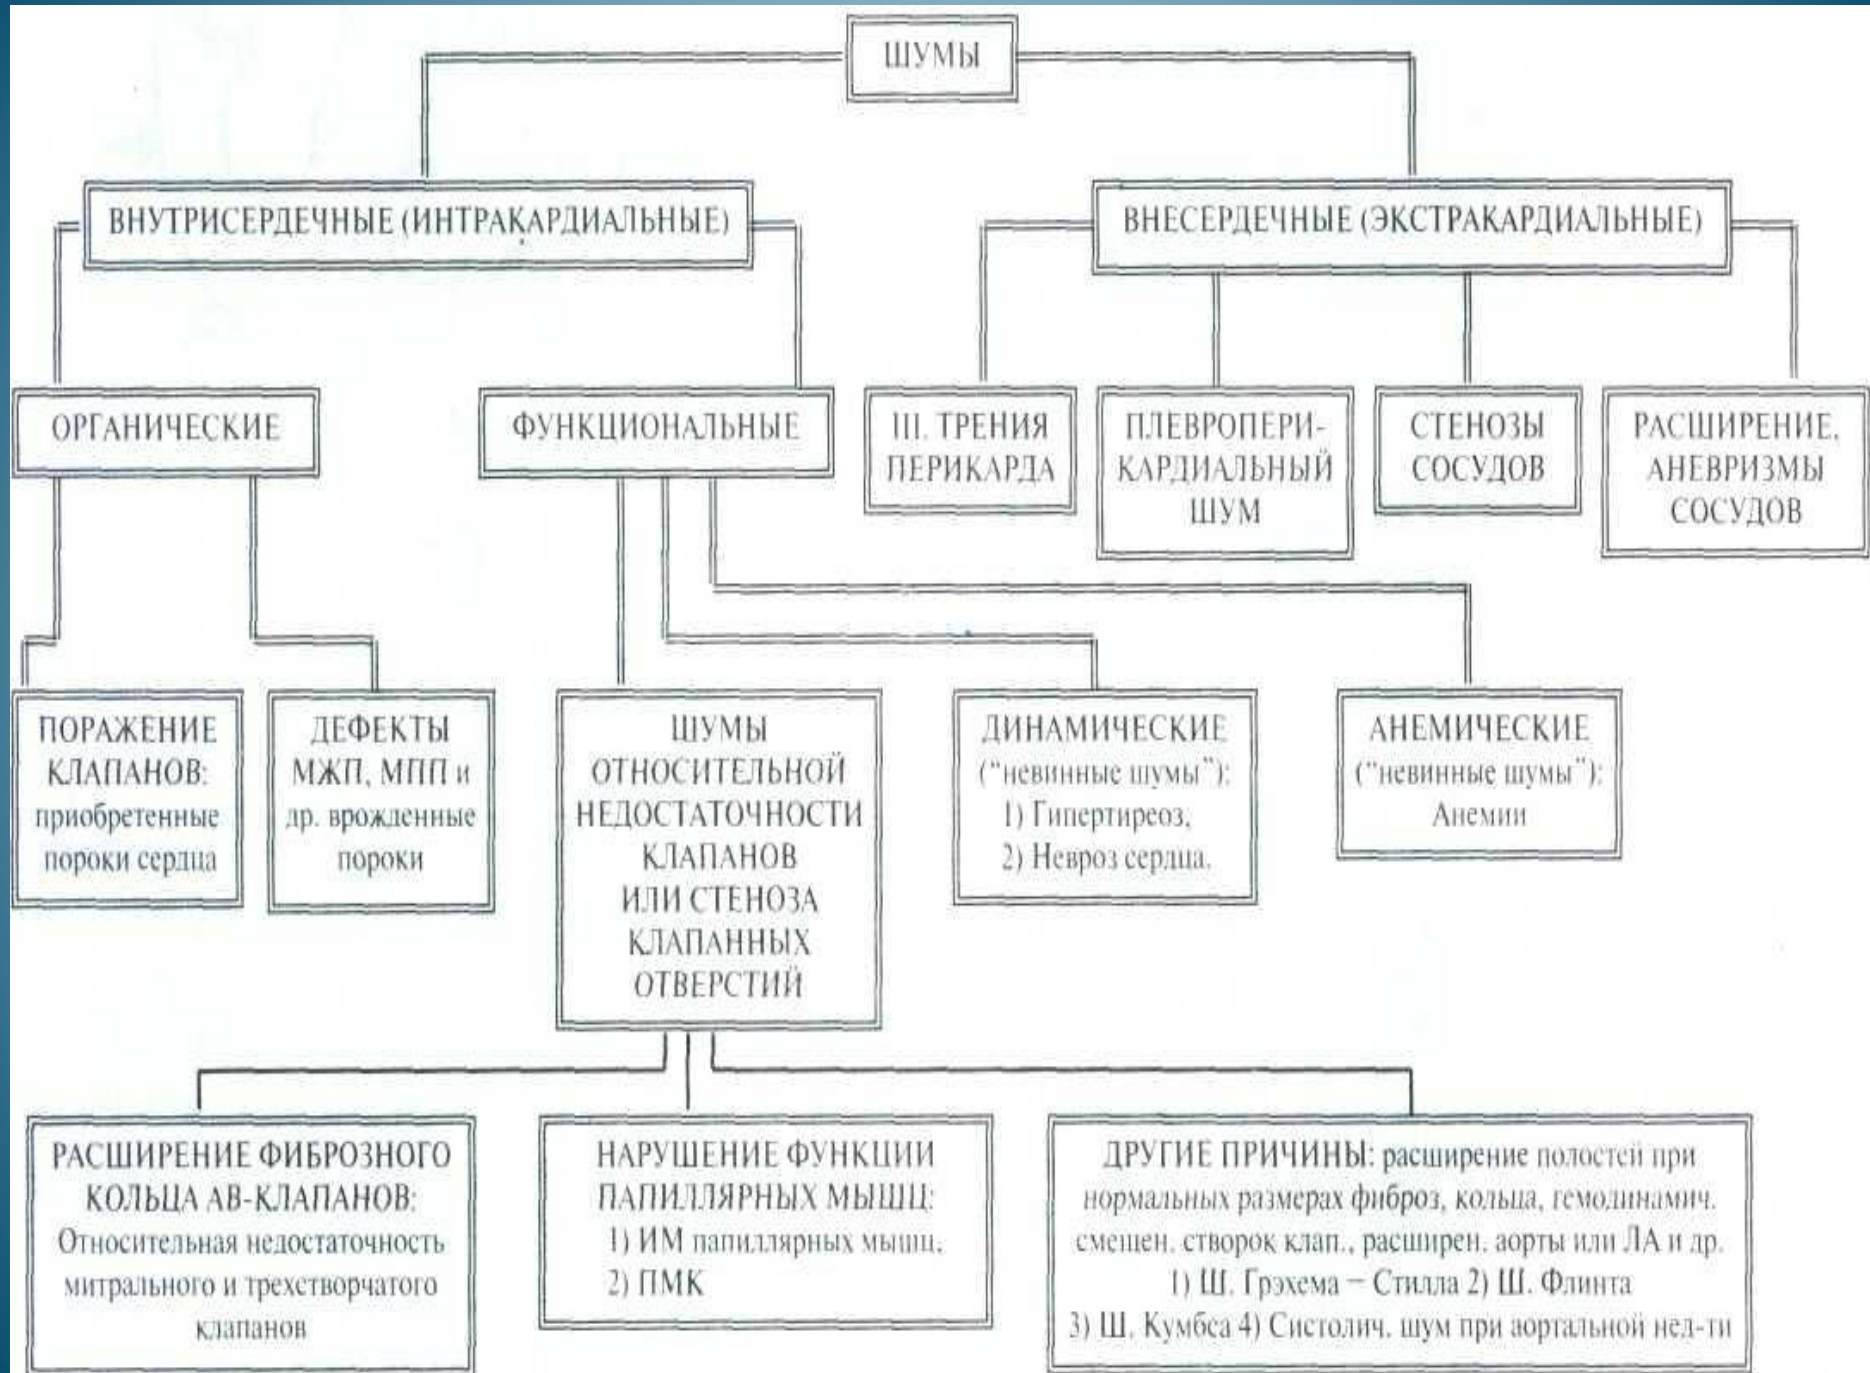 ШУМЫ
ВНУТРИСЕРДЕЧНЫЕ (ИНТРАКАРДИАЛЬНЫЕ)
ВНЕСЕРДЕЧНЫЕ (ЭКСТРАКАРДИАЛЬНЫЕ)
ОРГАНИЧЕСКИЕ
ФУНКЦИОНАЛЬНЫЕ
III. ТРЕНИЯ
ПЕРИКАРДА
ПЛЕВРОПЕРИ-
КАРДИАЛЬНЫЙ
ШУМ
СТЕНОЗЫ
СОСУДОВ
РАСШИРЕНИЕ,
АНЕВРИЗМЫ
СОСУДОВ
ПОРАЖЕНИЕ
КЛАПАНОВ:
приобретенные
пороки сердца
ДЕФЕКТЫ
МЖП, МПП и
др. врожденные
пороки
ШУМЫ
ОТНОСИТЕЛЬНОЙ
НЕДОСТАТОЧНОСТИ
КЛАПАНОВ
ИЛИ СТЕНОЗА
КЛАПАННЫХ
ОТВЕРСТИЙ
ДИНАМИЧЕСКИЕ
("невинные шумы"):
1) Гипертиреоз,
2) Невроз сердца.
АНЕМИЧЕСКИЕ
("невинные шумы"):
Анемии
РАСШИРЕНИЕ ФИБРОЗНОГО
КОЛЬЦА АВ-КЛАПАНОВ:
Относительная недостаточность
митрального и трехстворчатого
клапанов
НАРУШЕНИЕ ФУНКЦИИ
ПАПИЛЛЯРНЫХ МЫШЦ:
1) ИМ папиллярных мышц,
2) ПМК
ДРУГИЕ ПРИЧИНЫ: расширение полостей при
нормальных размерах фиброз, кольца, гемодинамич.
смещен. створок клап., расширен. аорты или ЛА и др.
1) Ш. Грэхема – Стилла 2) Ш. Флинта
3) Ш. Кумбса 4) Систолич. шум при аортальной нед-ти